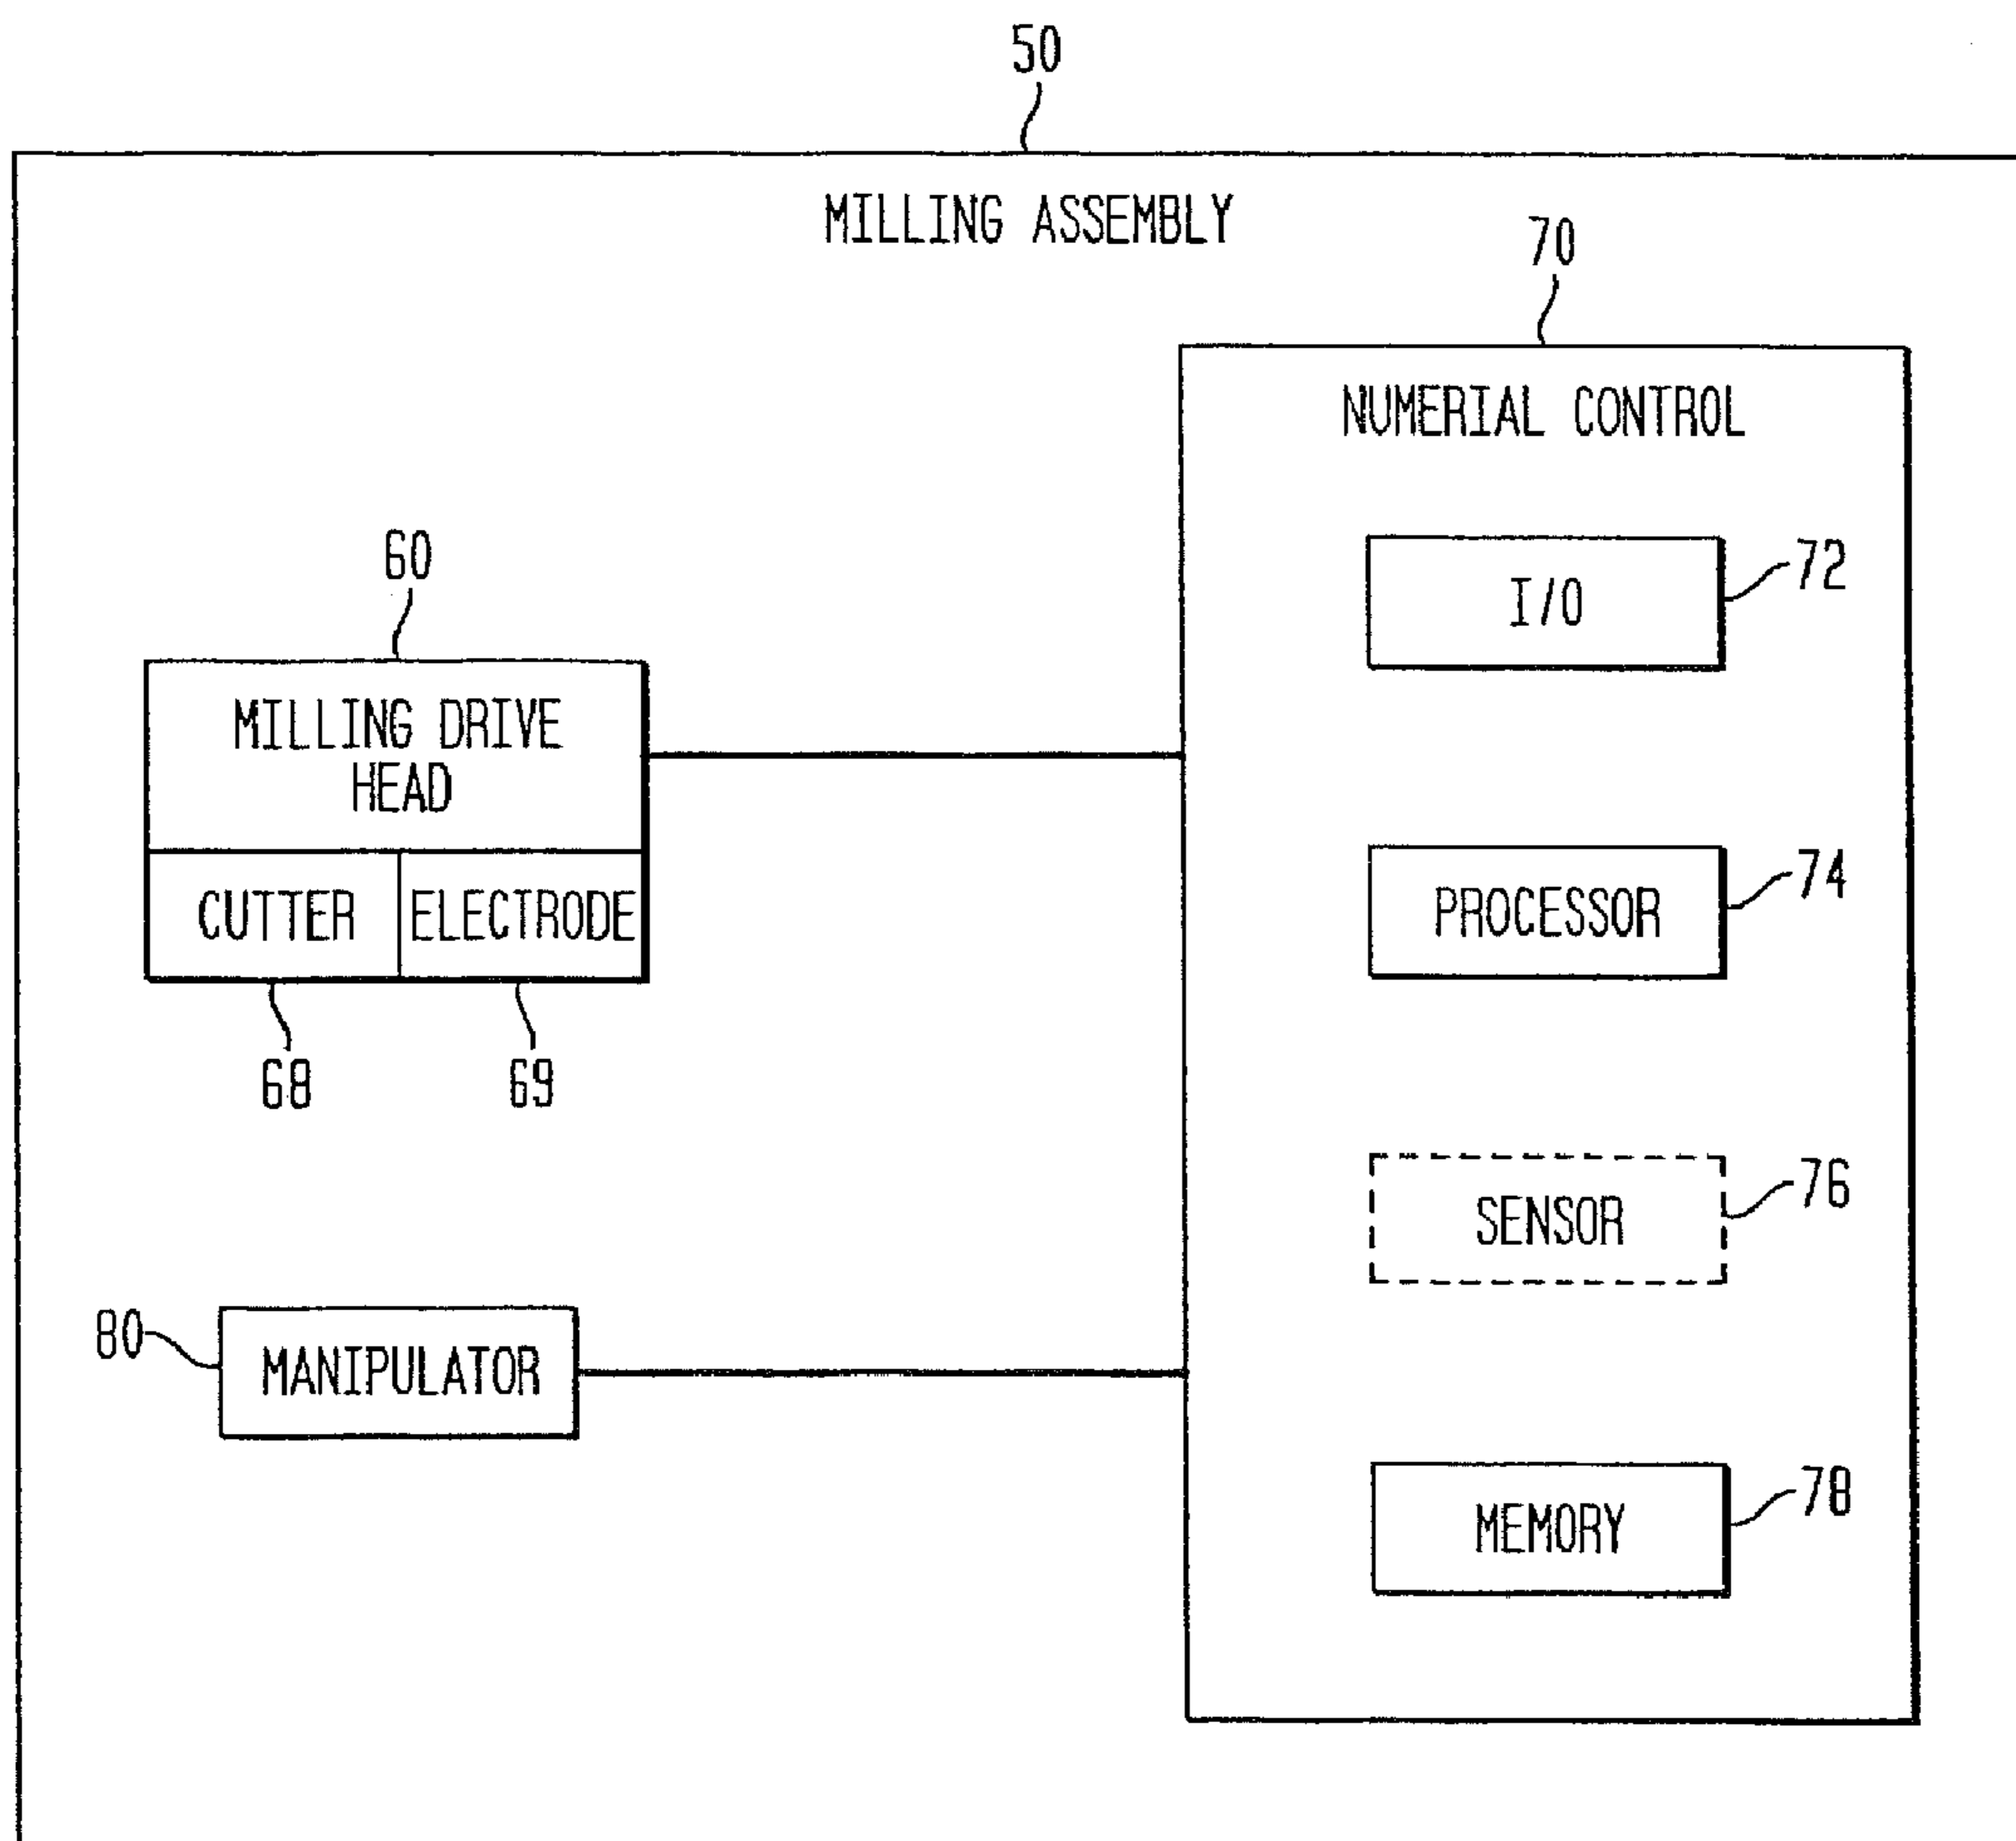 50
MILLING ASSEMBLY
70
NUMERIAL CONTROL
72
I/O
60
MILLING DRIVE
HEAD
74
CUTTER
ELECTRODE
PROCESSOR
68
69
76
SENSOR
80
MANIPULATOR
78
MEMORY